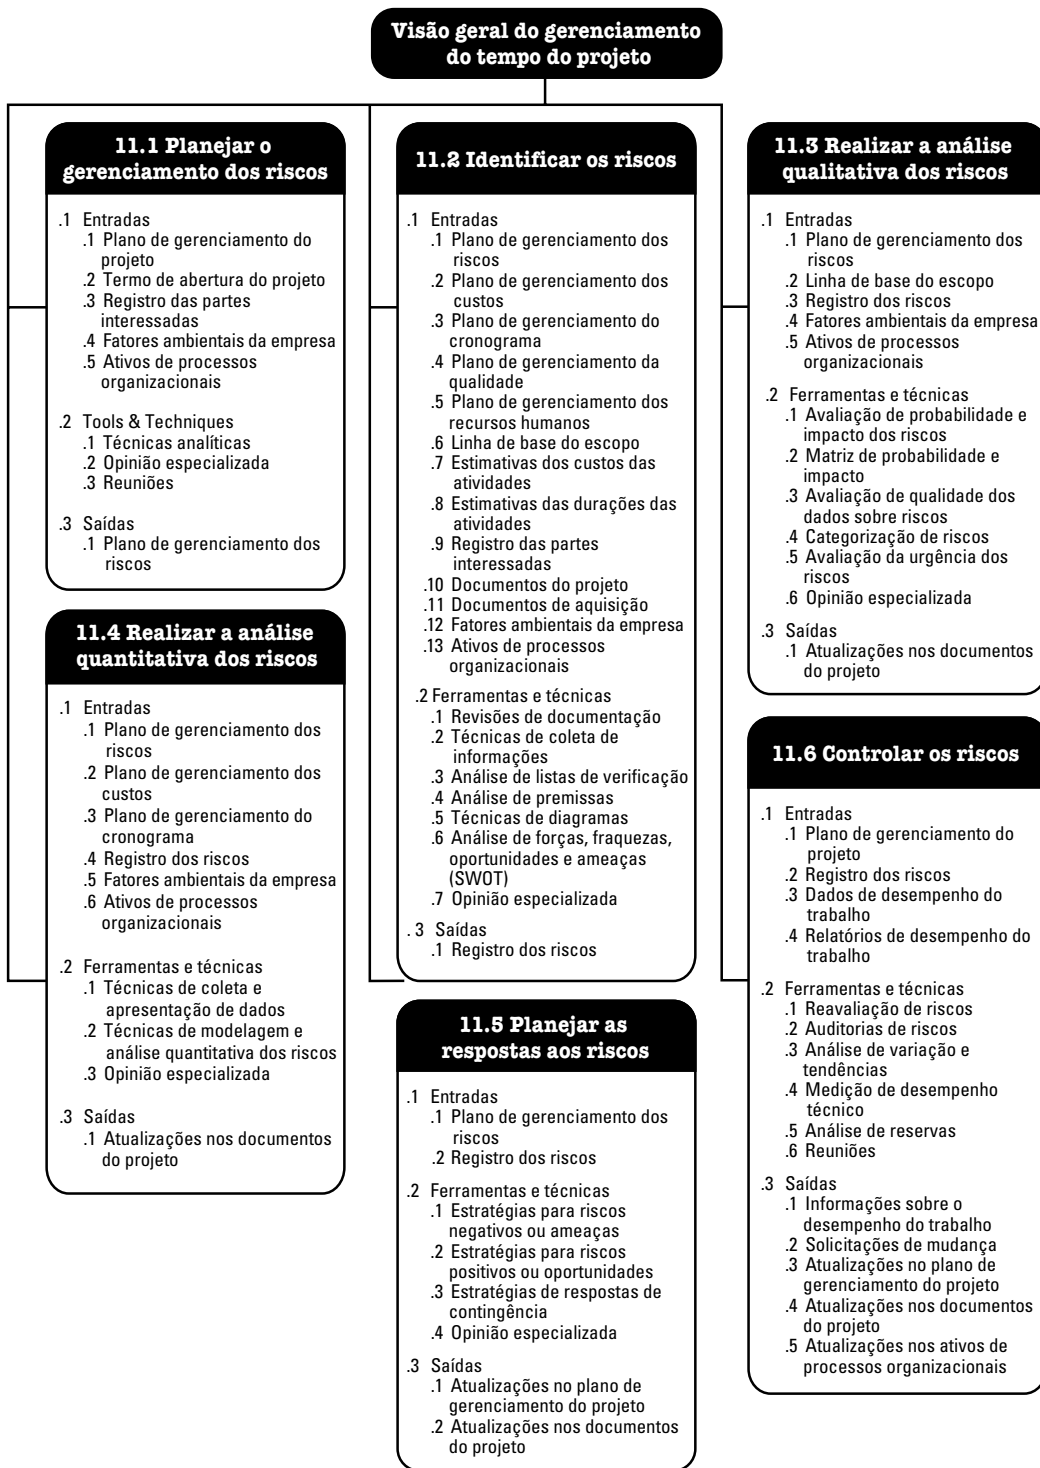 Visão geral do gerenciamento
do tempo do projeto
11.1 Planejar o
gerenciamento dos riscos
.1 Entradas
.1 Plano de gerenciamento do
projeto
.2 Termo de abertura do projeto
.3 Registro das partes
interessadas
.4 Fatores ambientais da empresa
.5 Ativos de processos
organizacionais
.2 Tools & Techniques
.1 Técnicas analíticas
.2 Opinião especializada
.3 Reuniões
.3 Saídas
.1 Plano de gerenciamento dos
riscos
11.2 Identificar os riscos
.1 Entradas
.1 Plano de gerenciamento dos
riscos
.2 Plano de gerenciamento dos
custos
.3 Plano de gerenciamento do
cronograma
.4 Plano de gerenciamento da
qualidade
.5 Plano de gerenciamento dos
recursos humanos
.6 Linha de base do escopo
.7 Estimativas dos custos das
atividades
.8 Estimativas das durações das
atividades
.9 Registro das partes
interessadas
.10 Documentos do projeto
.11 Documentos de aquisição
.12 Fatores ambientais da empresa
.13 Ativos de processos
organizacionais
.2 Ferramentas e técnicas
.1 Revisões de documentação
.2 Técnicas de coleta de
informações
.3 Análise de listas de verificação
.4 Análise de premissas
.5 Técnicas de diagramas
.6 Análise de forças, fraquezas,
oportunidades e ameaças
(SWOT)
.7 Opinião especializada
. 3 Saídas
.1 Registro dos riscos
11.3 Realizar a análise
qualitativa dos riscos
.1 Entradas
.1 Plano de gerenciamento dos
riscos
.2 Linha de base do escopo
.3 Registro dos riscos
.4 Fatores ambientais da empresa
.5 Ativos de processos
organizacionais
.2 Ferramentas e técnicas
.1 Avaliação de probabilidade e
impacto dos riscos
.2 Matriz de probabilidade e
impacto
.3 Avaliação de qualidade dos
dados sobre riscos
.4 Categorização de riscos
.5 Avaliação da urgência dos
riscos
.6 Opinião especializada
.3 Saídas
.1 Atualizações nos documentos
do projeto
11.4 Realizar a análise
quantitativa dos riscos
.1 Entradas
.1 Plano de gerenciamento dos
riscos
.2 Plano de gerenciamento dos
custos
.3 Plano de gerenciamento do
cronograma
.4 Registro dos riscos
.5 Fatores ambientais da empresa
.6 Ativos de processos
organizacionais
.2 Ferramentas e técnicas
.1 Técnicas de coleta e
apresentação de dados
.2 Técnicas de modelagem e
análise quantitativa dos riscos
.3 Opinião especializada
.3 Saídas
.1 Atualizações nos documentos
do projeto
11.5 Planejar as
respostas aos riscos
.1 Entradas
.1 Plano de gerenciamento dos
riscos
.2 Registro dos riscos
.2 Ferramentas e técnicas
.1 Estratégias para riscos
negativos ou ameaças
.2 Estratégias para riscos
positivos ou oportunidades
.3 Estratégias de respostas de
contingência
.4 Opinião especializada
.3 Saídas
.1 Atualizações no plano de
gerenciamento do projeto
.2 Atualizações nos documentos
do projeto
11.6 Controlar os riscos
.1 Entradas
.1 Plano de gerenciamento do
projeto
.2 Registro dos riscos
.3 Dados de desempenho do
trabalho
.4 Relatórios de desempenho do
trabalho
.2 Ferramentas e técnicas
.1 Reavaliação de riscos
.2 Auditorias de riscos
.3 Análise de variação e
tendências
.4 Medição de desempenho
técnico
.5 Análise de reservas
.6 Reuniões
.3 Saídas
.1 Informações sobre o
desempenho do trabalho
.2 Solicitações de mudança
.3 Atualizações no plano de
gerenciamento do projeto
.4 Atualizações nos documentos
do projeto
.5 Atualizações nos ativos de
processos organizacionais